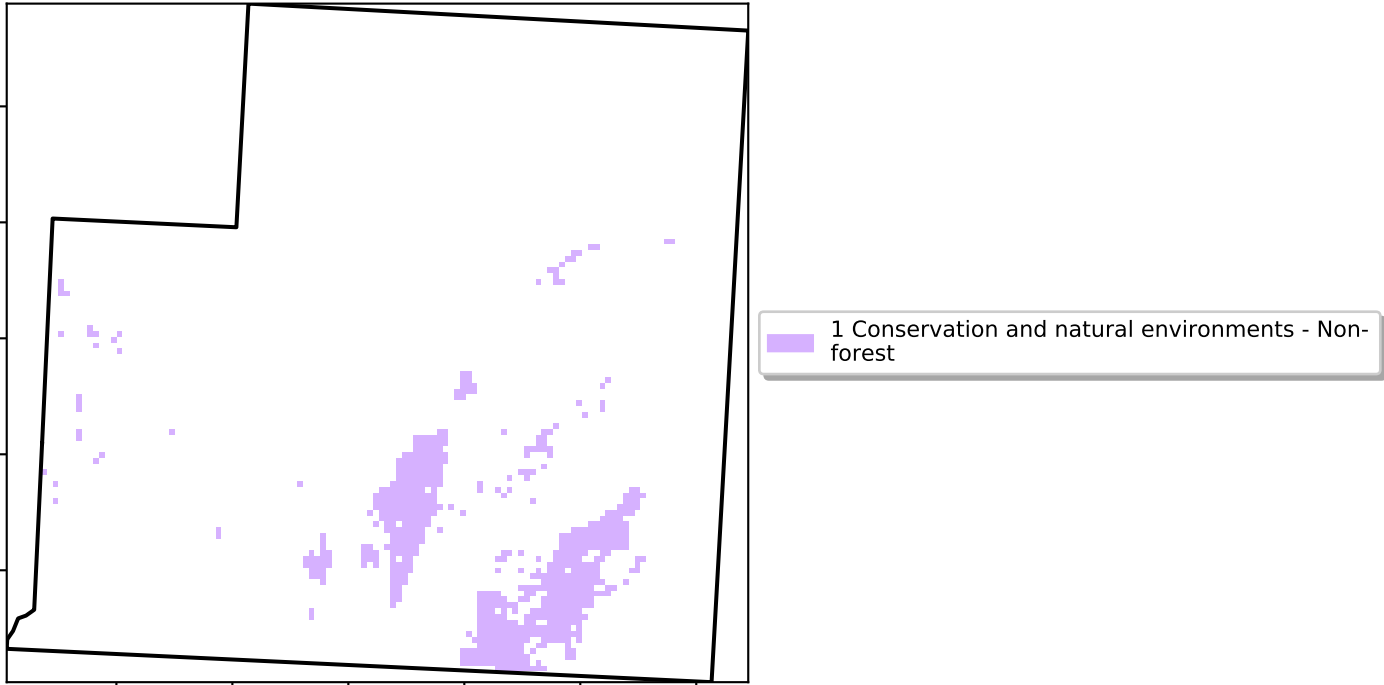 1 Conservation and natural environments - Non-
forest